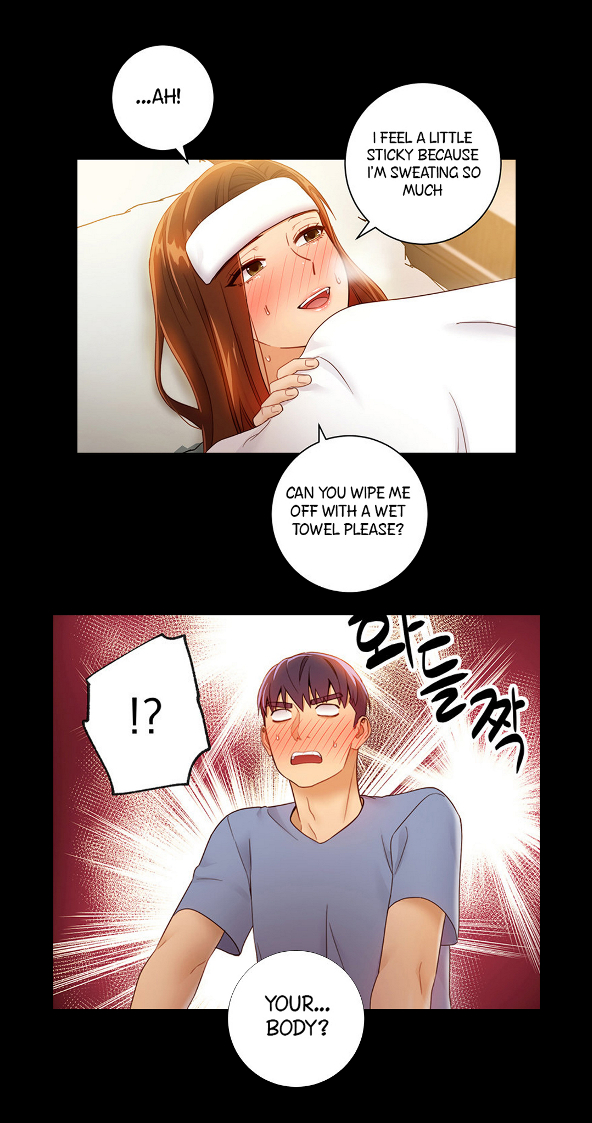 ...AH!
I FEEL A LITTLE
STICKY BECAUSE
I'M SWEATING SO
MUCH
CAN YOU WIPE ME
OFF WITH A WET
TOWEL PLEASE?
화들짝
!?
YOUR...
BODY?